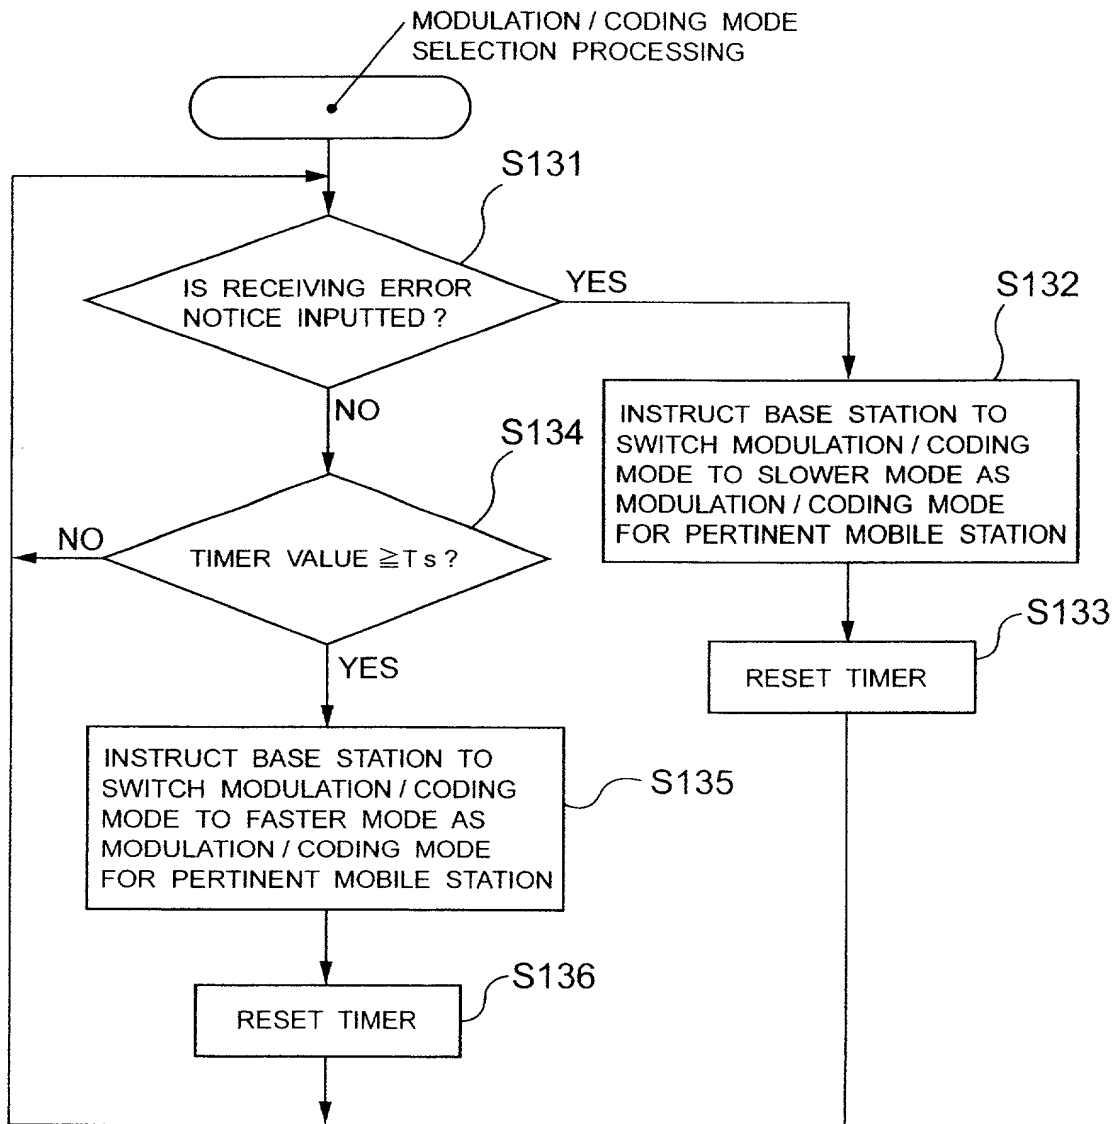 MODULATION / CODING MODE
SELECTION PROCESSING
S131
IS RECEIVING ERROR
NOTICE INPUTTED ?
YES
NO
S132
INSTRUCT BASE STATION TO
SWITCH MODULATION / CODING
MODE TO SLOWER MODE AS
MODULATION / CODING MODE
FOR PERTINENT MOBILE STATION
S133
RESET TIMER
S134
TIMER VALUE ≧ T s ?
NO
YES
S135
INSTRUCT BASE STATION TO
SWITCH MODULATION / CODING
MODE TO FASTER MODE AS
MODULATION / CODING MODE
FOR PERTINENT MOBILE STATION
S136
RESET TIMER